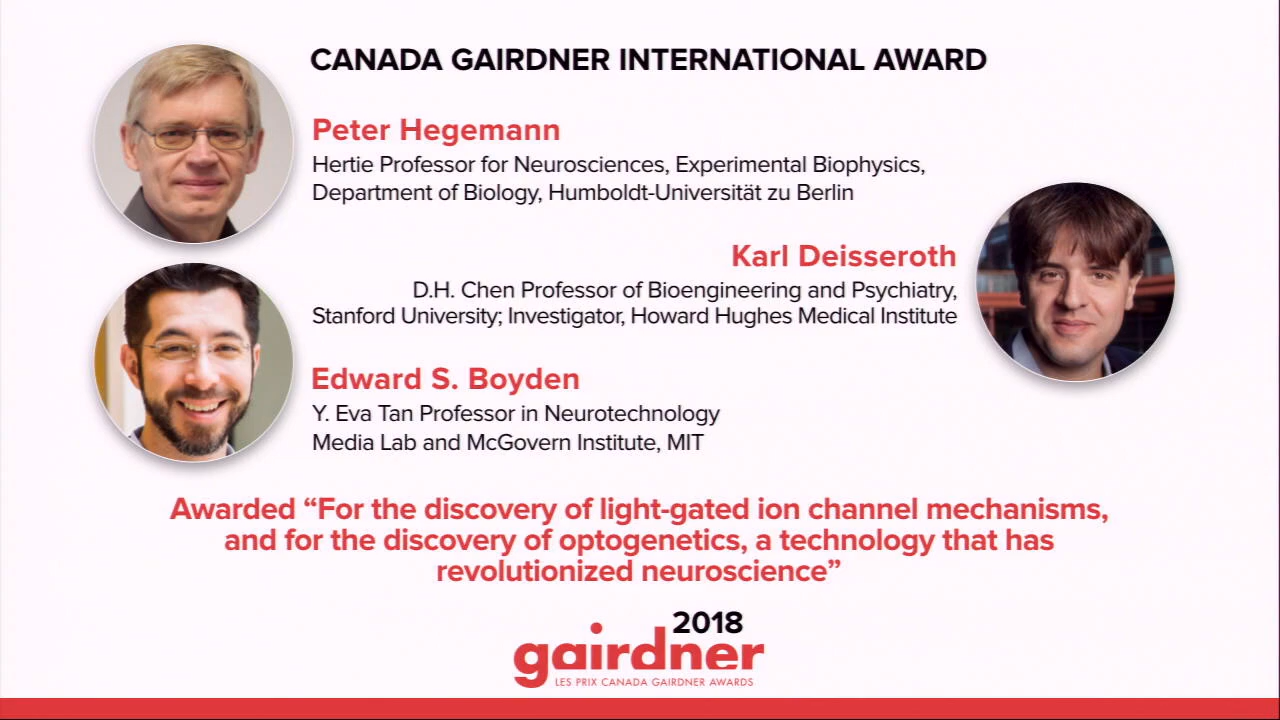 CANADA GAIRDNER INTERNATIONAL AWARD
Peter Hegemann
Hertie Professor for Neurosciences, Experimental Biophysics,
Department of Biology, Humboldt-Universität zu Berlin
Karl Deisseroth
D.H. Chen Professor of Bioengineering and Psychiatry,
Stanford University; Investigator, Howard Hughes Medical Institute
Edward S. Boyden
Y. Eva Tan Professor in Neurotechnology
Media Lab and McGovern Institute, MIT
Awarded “For the discovery of light-gated ion channel mechanisms,
and for the discovery of optogenetics, a technology that has
revolutionized neuroscience”
2018
gairdner
LES PRIX CANADA GAIRDNER AWARDS